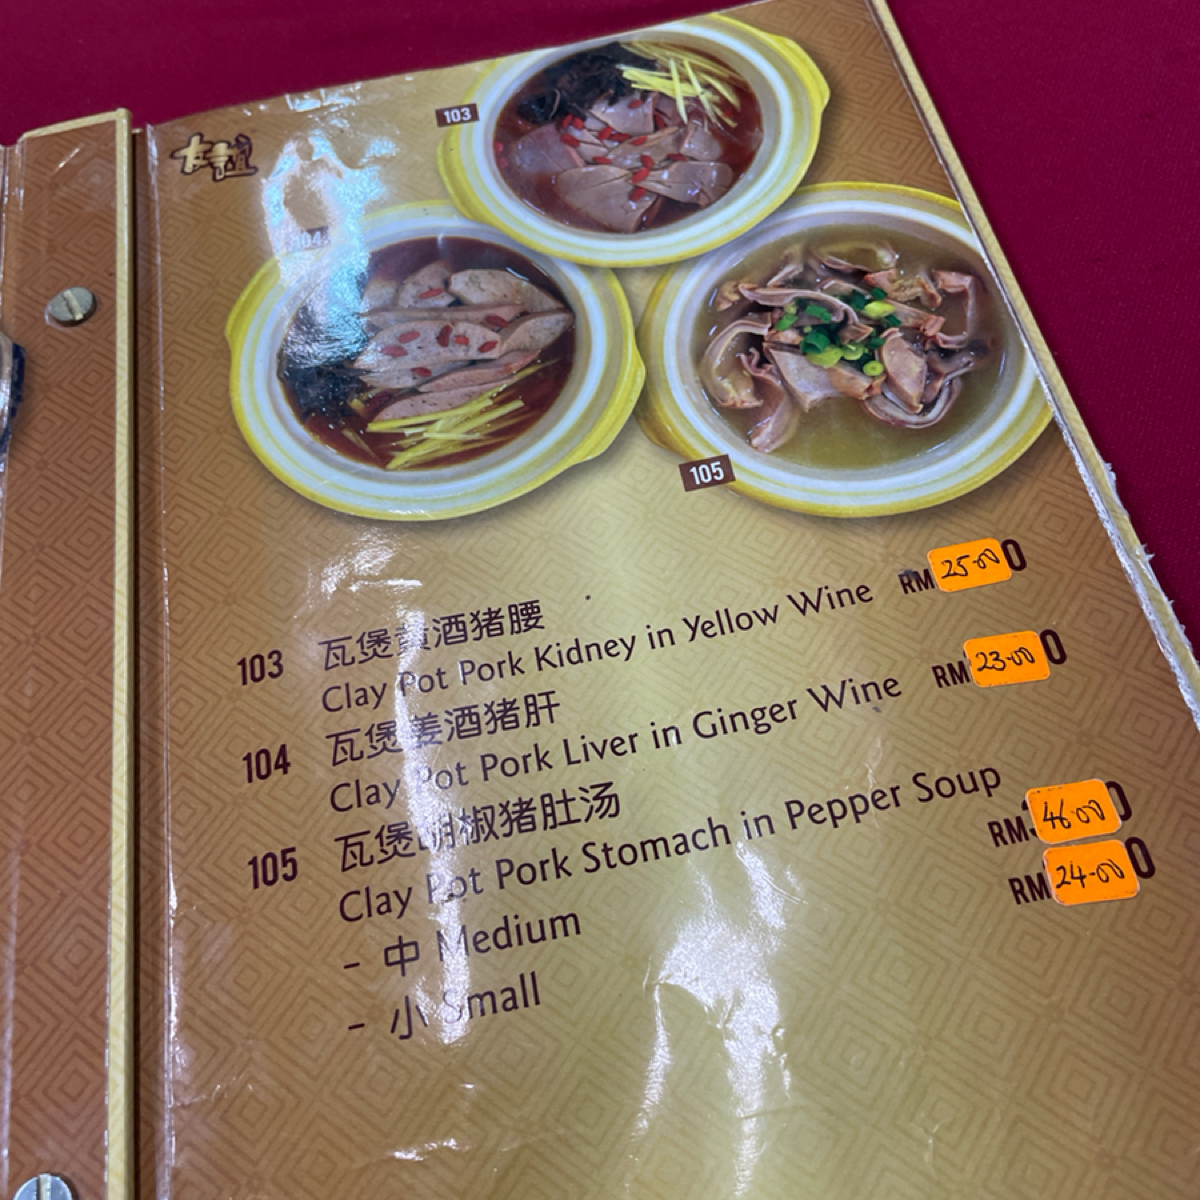 103
104
105
103 瓦煲黄酒猪腰
Clay Pot Pork Kidney in Yellow Wine RM 25.00
104 瓦煲姜酒猪肝
Clay Pot Pork Liver in Ginger Wine RM 23.00
105 瓦煲胡椒猪肚汤
Clay Pot Pork Stomach in Pepper Soup
- 中 Medium RM 46.00
- 小 Small RM 24.00